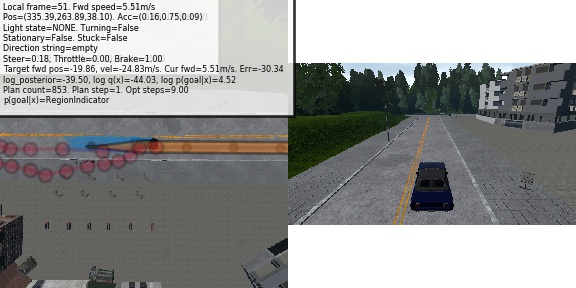 Local frame=51. Fwd speed=5.51m/s
Pos=(335.39,263.89,38.10). Acc=(0.16,0.75,0.09)
Light state=NONE. Turning=False
Stationary=False. Stuck=False
Direction string=empty
Steer=0.18, Throttle=0.00, Brake=1.00
Target fwd pos=-19.86, vel=-24.83m/s. Cur fwd=5.51m/s. Err=-30.34
log_posterior=-39.50, log q(x)=-44.03, log p(goal|x)=4.52
Plan count=853. Plan step=1. Opt steps=9.00
p(goal|x)=RegionIndicator